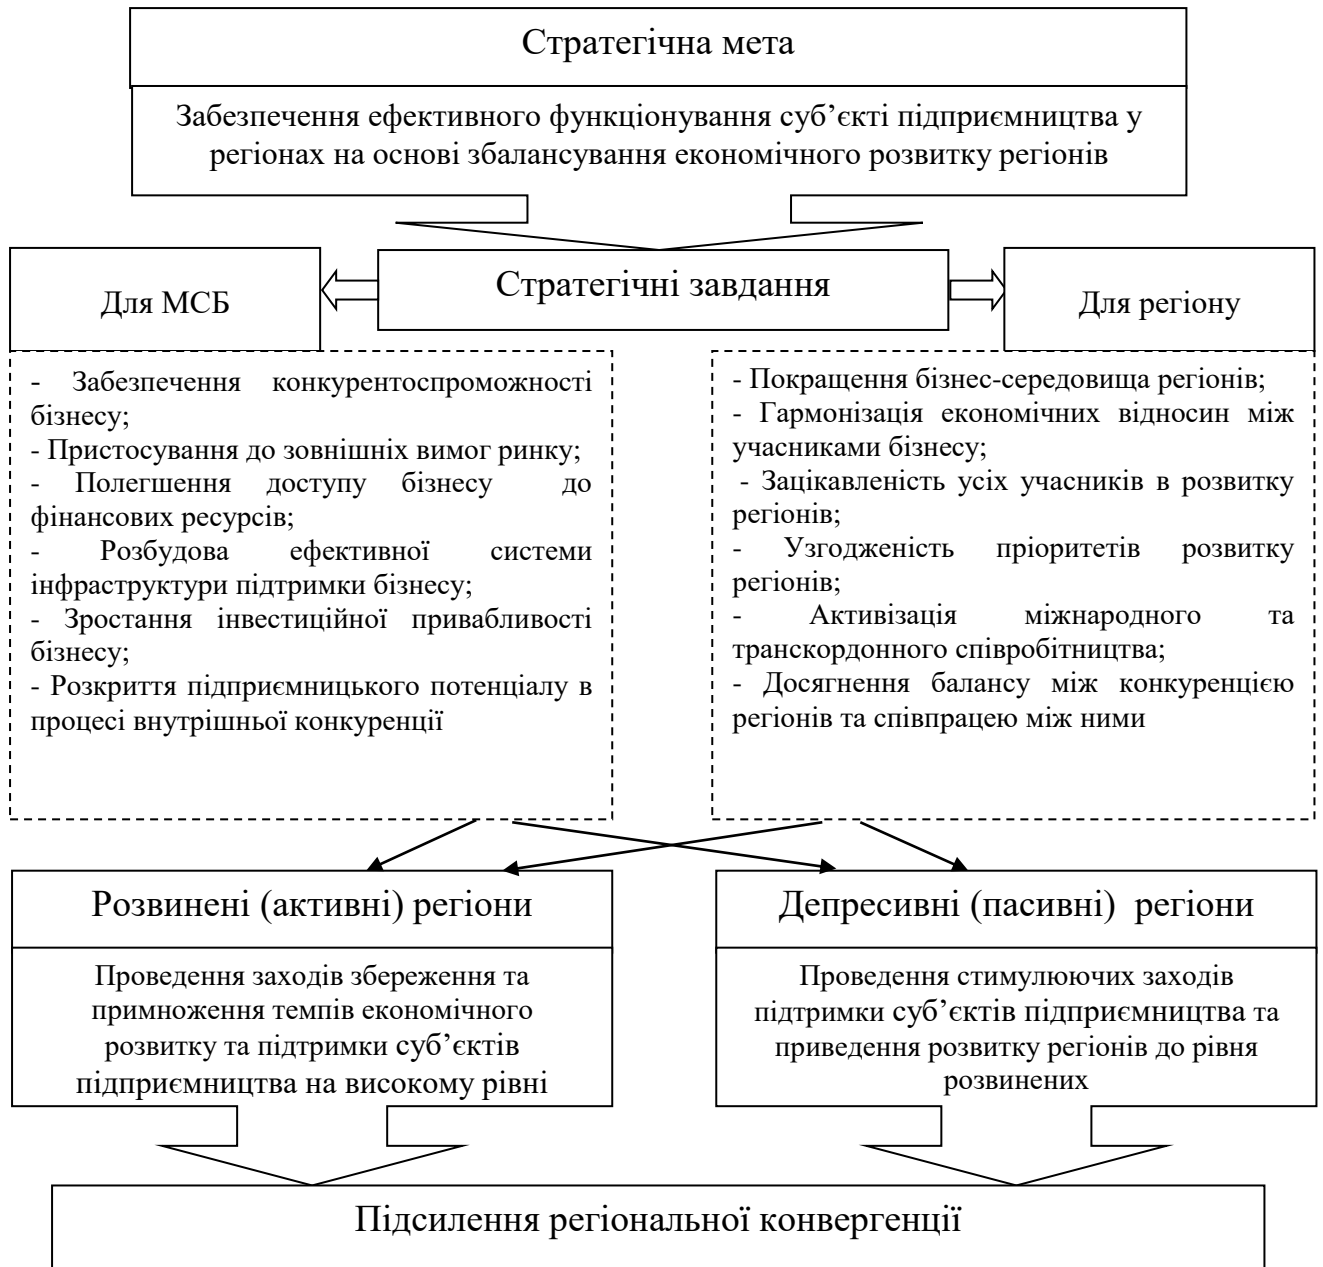 Стратегічна мета
Забезпечення ефективного функціонування суб’єкті підприємництва у
регіонах на основі збалансування економічного розвитку регіонів
Стратегічні завдання
Для МСБ
Для регіону
- Забезпечення конкурентоспроможності
бізнесу;
- Пристосування до зовнішніх вимог ринку;
- Полегшення доступу бізнесу до
фінансових ресурсів;
- Розбудова ефективної системи
інфраструктури підтримки бізнесу;
- Зростання інвестиційної привабливості
бізнесу;
- Розкриття підприємницького потенціалу в
процесі внутрішньої конкуренції
- Покращення бізнес-середовища регіонів;
- Гармонізація економічних відносин між
учасниками бізнесу;
- Зацікавленість усіх учасників в розвитку
регіонів;
- Узгодженість пріоритетів розвитку
регіонів;
- Активізація міжнародного та
транскордонного співробітництва;
- Досягнення балансу між конкуренцією
регіонів та співпрацею між ними
Розвинені (активні) регіони
Проведення заходів збереження та
примноження темпів економічного
розвитку та підтримки суб’єктів
підприємництва на високому рівні
Депресивні (пасивні) регіони
Проведення стимулюючих заходів
підтримки суб’єктів підприємництва та
приведення розвитку регіонів до рівня
розвинених
Підсилення регіональної конвергенції